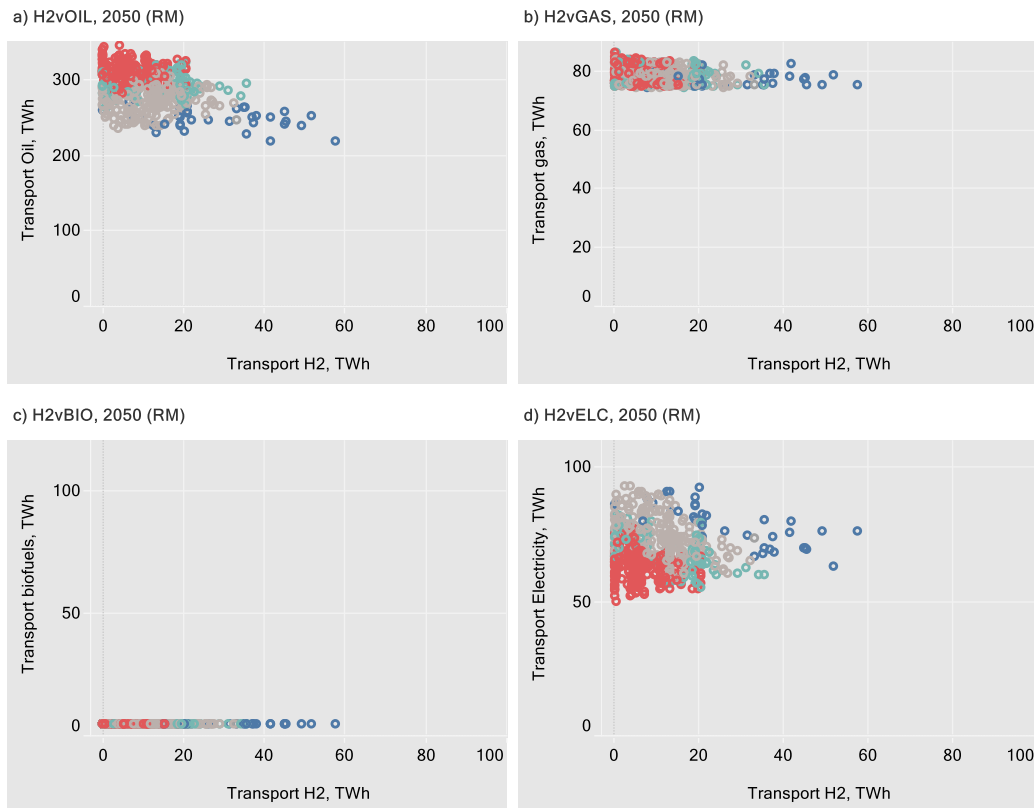 a) H2vOIL, 2050 (RM)
Transport Oil, TWh
300
200
100
0
0 20 40 60 80 100
Transport H2, TWh
b) H2vGAS, 2050 (RM)
Transport gas, TWh
80
60
40
20
0
0 20 40 60 80 100
Transport H2, TWh
c) H2vBIO, 2050 (RM)
Transport biofuels, TWh
100
50
0
0 20 40 60 80 100
Transport H2, TWh
d) H2vELC, 2050 (RM)
Transport Electricity, TWh
100
50
0
0 20 40 60 80 100
Transport H2, TWh